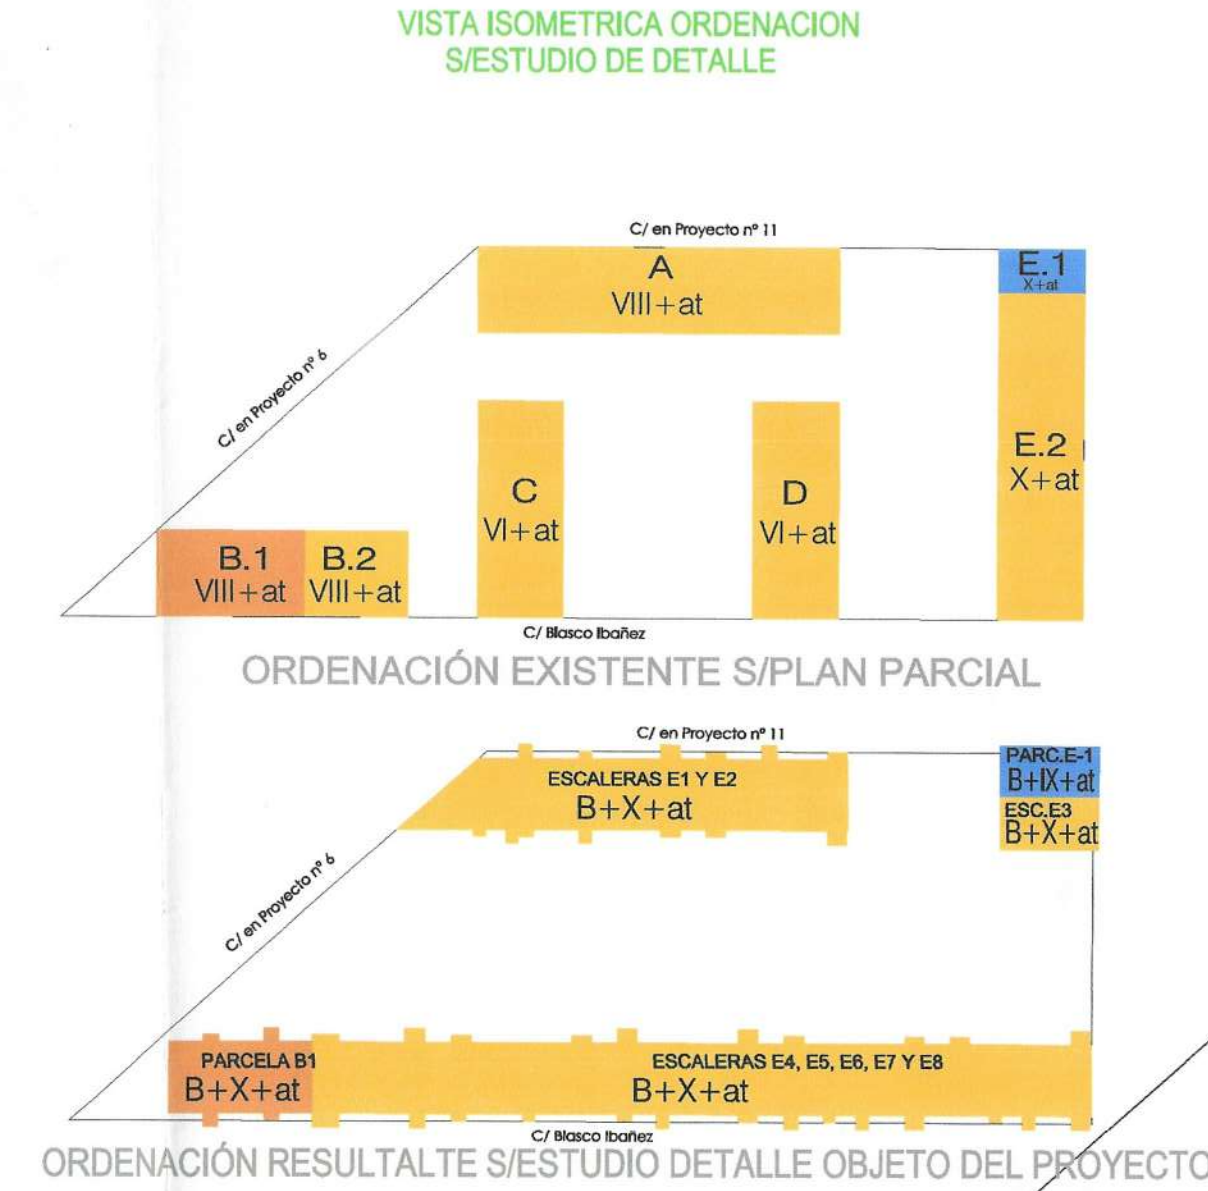 VISTA ISOMETRICA ORDENACION
S/ESTUDIO DE DETALLE
C/ en Proyecto nº 11
A
VIII+at
E.1
X+at
C/ en Proyecto nº 6
E.2
X+at
C
VI+at
D
VI+at
B.1
VIII+at
B.2
VIII+at
C/ Blasco Ibañez
ORDENACIÓN EXISTENTE S/PLAN PARCIAL
C/ en Proyecto nº 11
ESCALERAS E1 Y E2
B+X+at
PARC.E-1
B+IX+at
ESC.E3
B+X+at
C/ en Proyecto nº 6
PARCELA B1
B+X+at
ESCALERAS E4, E5, E6, E7 Y E8
B+X+at
C/ Blasco Ibañez
ORDENACIÓN RESULTALTE S/ESTUDIO DETALLE OBJETO DEL PROYECTO